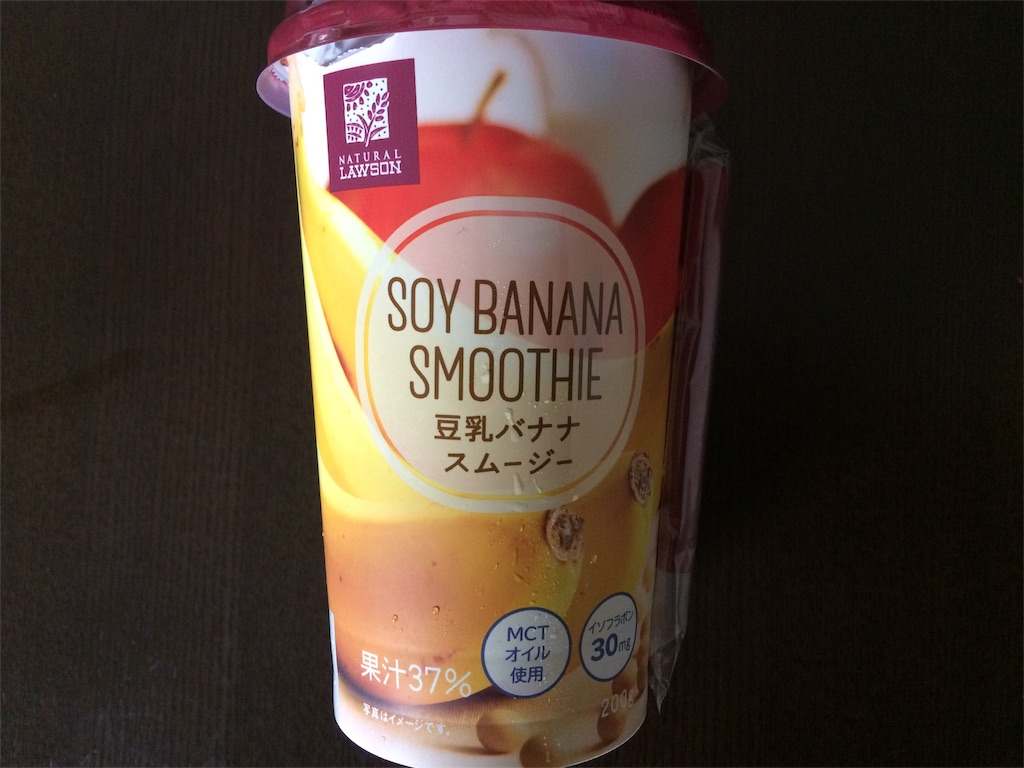 NATURAL
LAWSON
SOY BANANA
SMOOTHIE
豆乳バナナ
スムージー
MCT
オイル
使用
イソフラボン
30mg
果汁37%
200g
写真はイメージです。